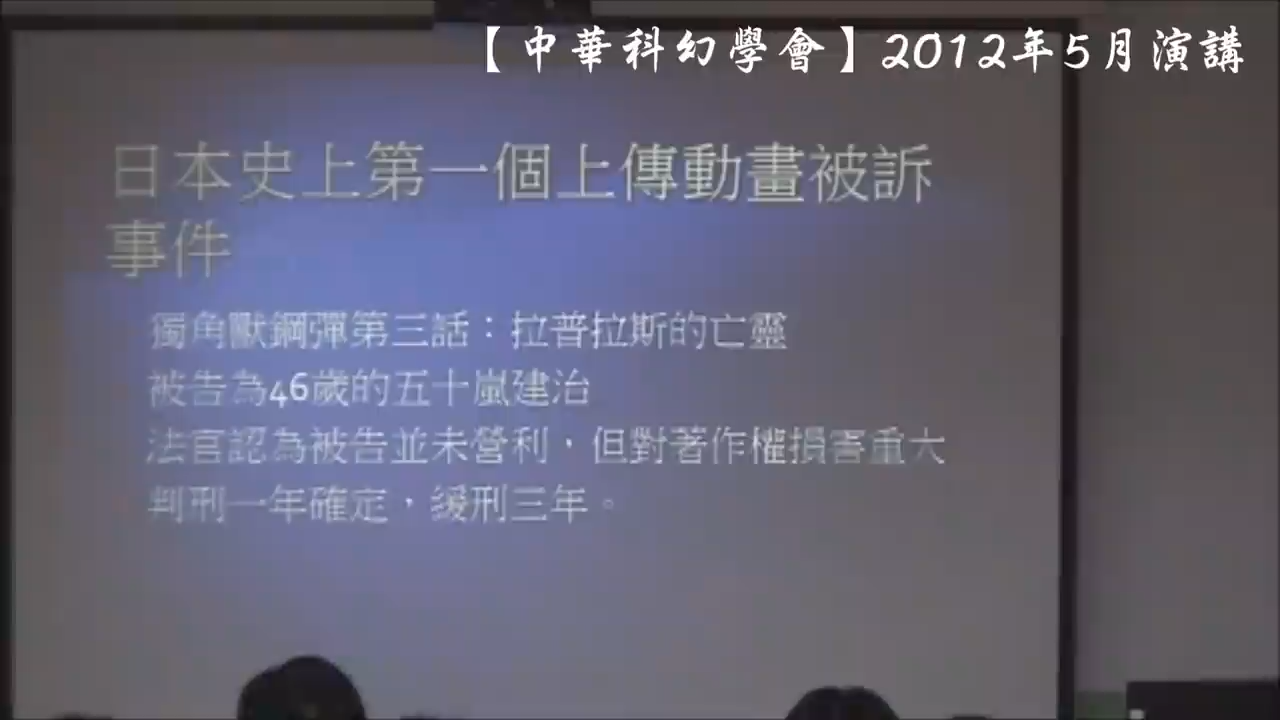 【中華科幻學會】2012年5月演講
日本史上第一個上傳動畫被訴
事件
獨角獸鋼彈第三話：拉普拉斯的亡靈
被告為46歲的五十嵐建治
法官認為被告並未營利，但對著作權損害重大
判刑一年確定，緩刑三年。